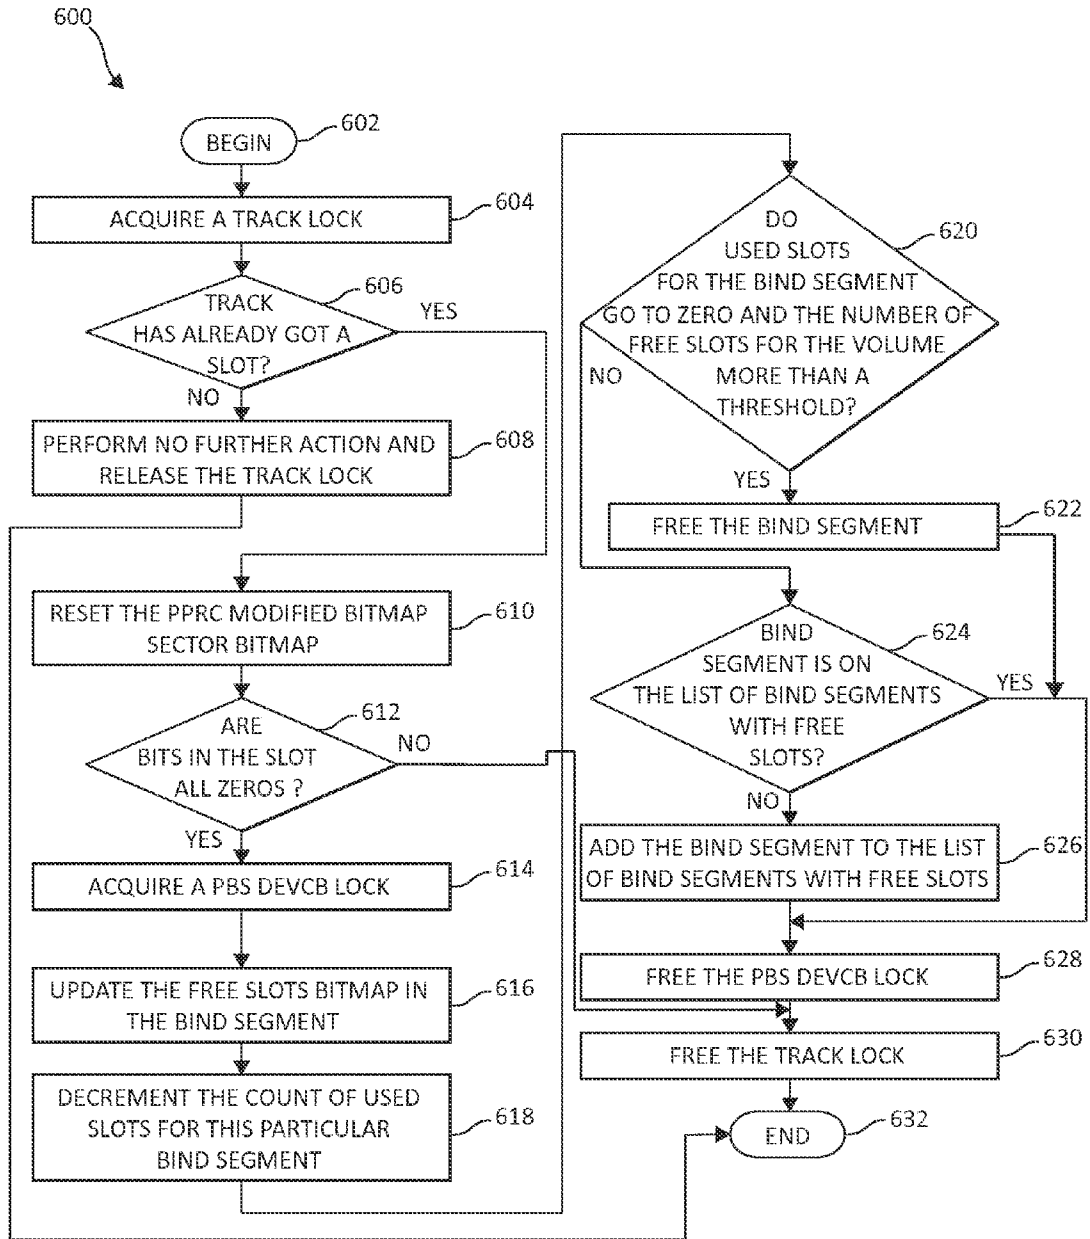 600
BEGIN
602
ACQUIRE A TRACK LOCK
604
TRACK
HAS ALREADY GOT A
SLOT?
606
YES
NO
PERFORM NO FURTHER ACTION AND
RELEASE THE TRACK LOCK
608
RESET THE PPRC MODIFIED BITMAP
SECTOR BITMAP
610
ARE
BITS IN THE SLOT
ALL ZEROS ?
612
NO
YES
ACQUIRE A PBS DEVCB LOCK
614
UPDATE THE FREE SLOTS BITMAP IN
THE BIND SEGMENT
616
DECREMENT THE COUNT OF USED
SLOTS FOR THIS PARTICULAR
BIND SEGMENT
618
DO
USED SLOTS
FOR THE BIND SEGMENT
GO TO ZERO AND THE NUMBER OF
FREE SLOTS FOR THE VOLUME
MORE THAN A
THRESHOLD?
620
NO
YES
FREE THE BIND SEGMENT
622
BIND
SEGMENT IS ON
THE LIST OF BIND SEGMENTS
WITH FREE
SLOTS?
624
YES
NO
ADD THE BIND SEGMENT TO THE LIST
OF BIND SEGMENTS WITH FREE SLOTS
626
FREE THE PBS DEVCB LOCK
628
FREE THE TRACK LOCK
630
END
632